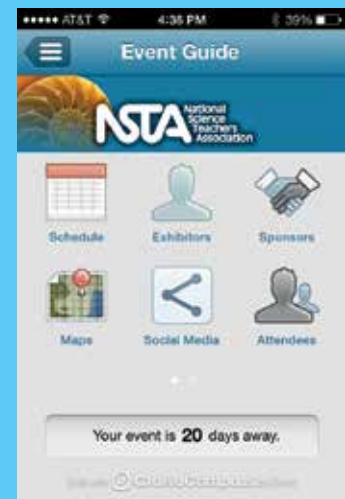 AT&T 4:36 PM 39%
Event Guide
NSTA
National
Science
Teachers
Association
Schedule Exhibitors Sponsors
Maps Social Media Attendees
Your event is 20 days away.